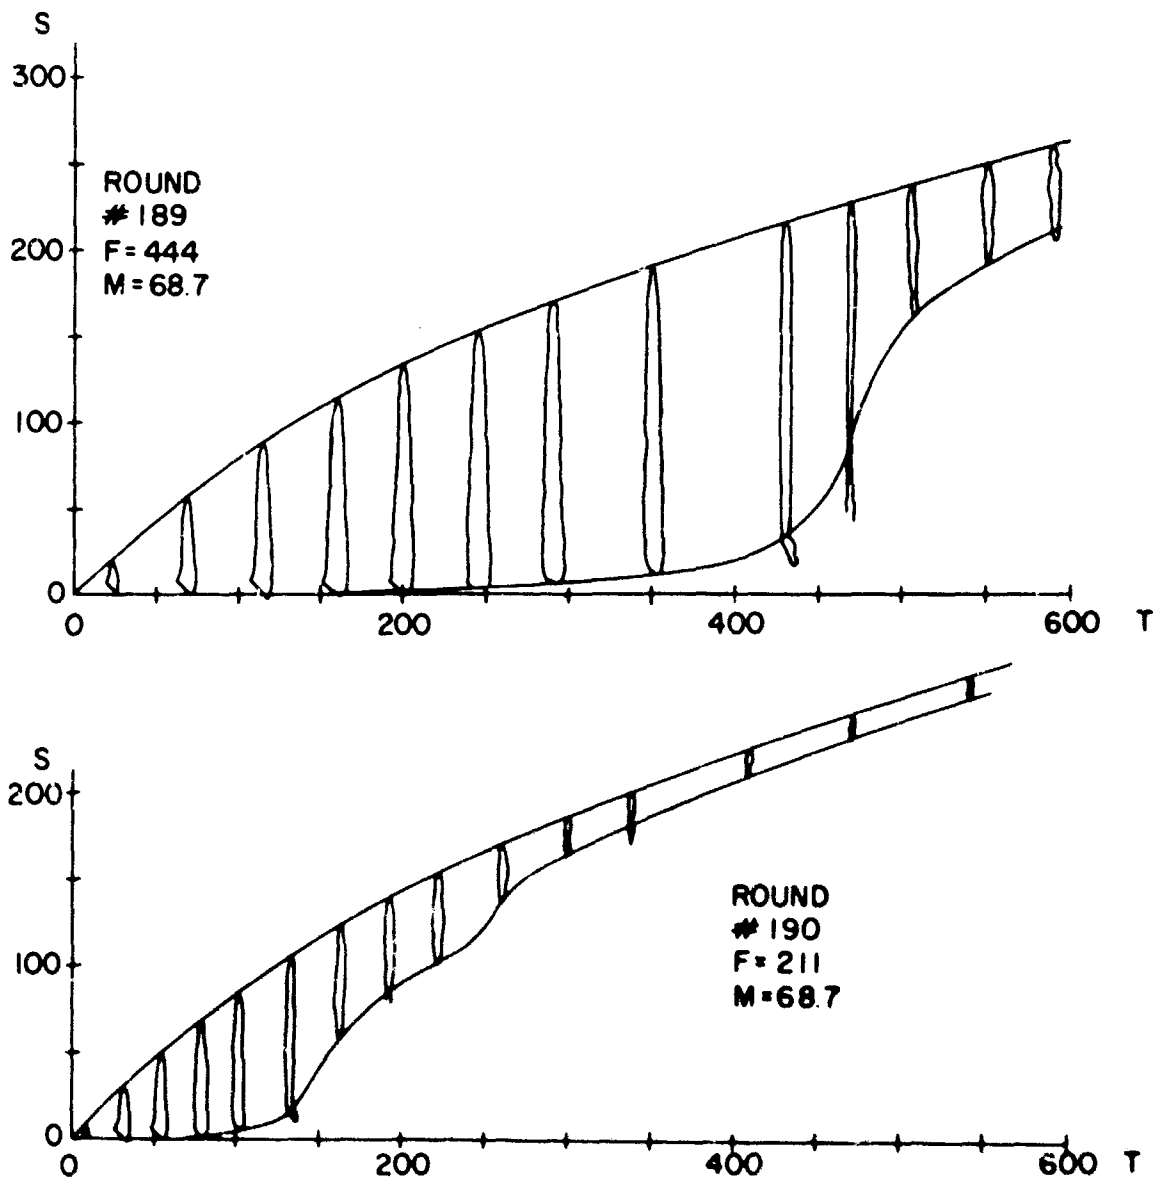 S
300
ROUND
# 189
F = 444
M = 68.7
200
100
0
0 200 400 600 T
S
200
ROUND
# 190
F = 211
M = 68.7
100
0
0 200 400 600 T